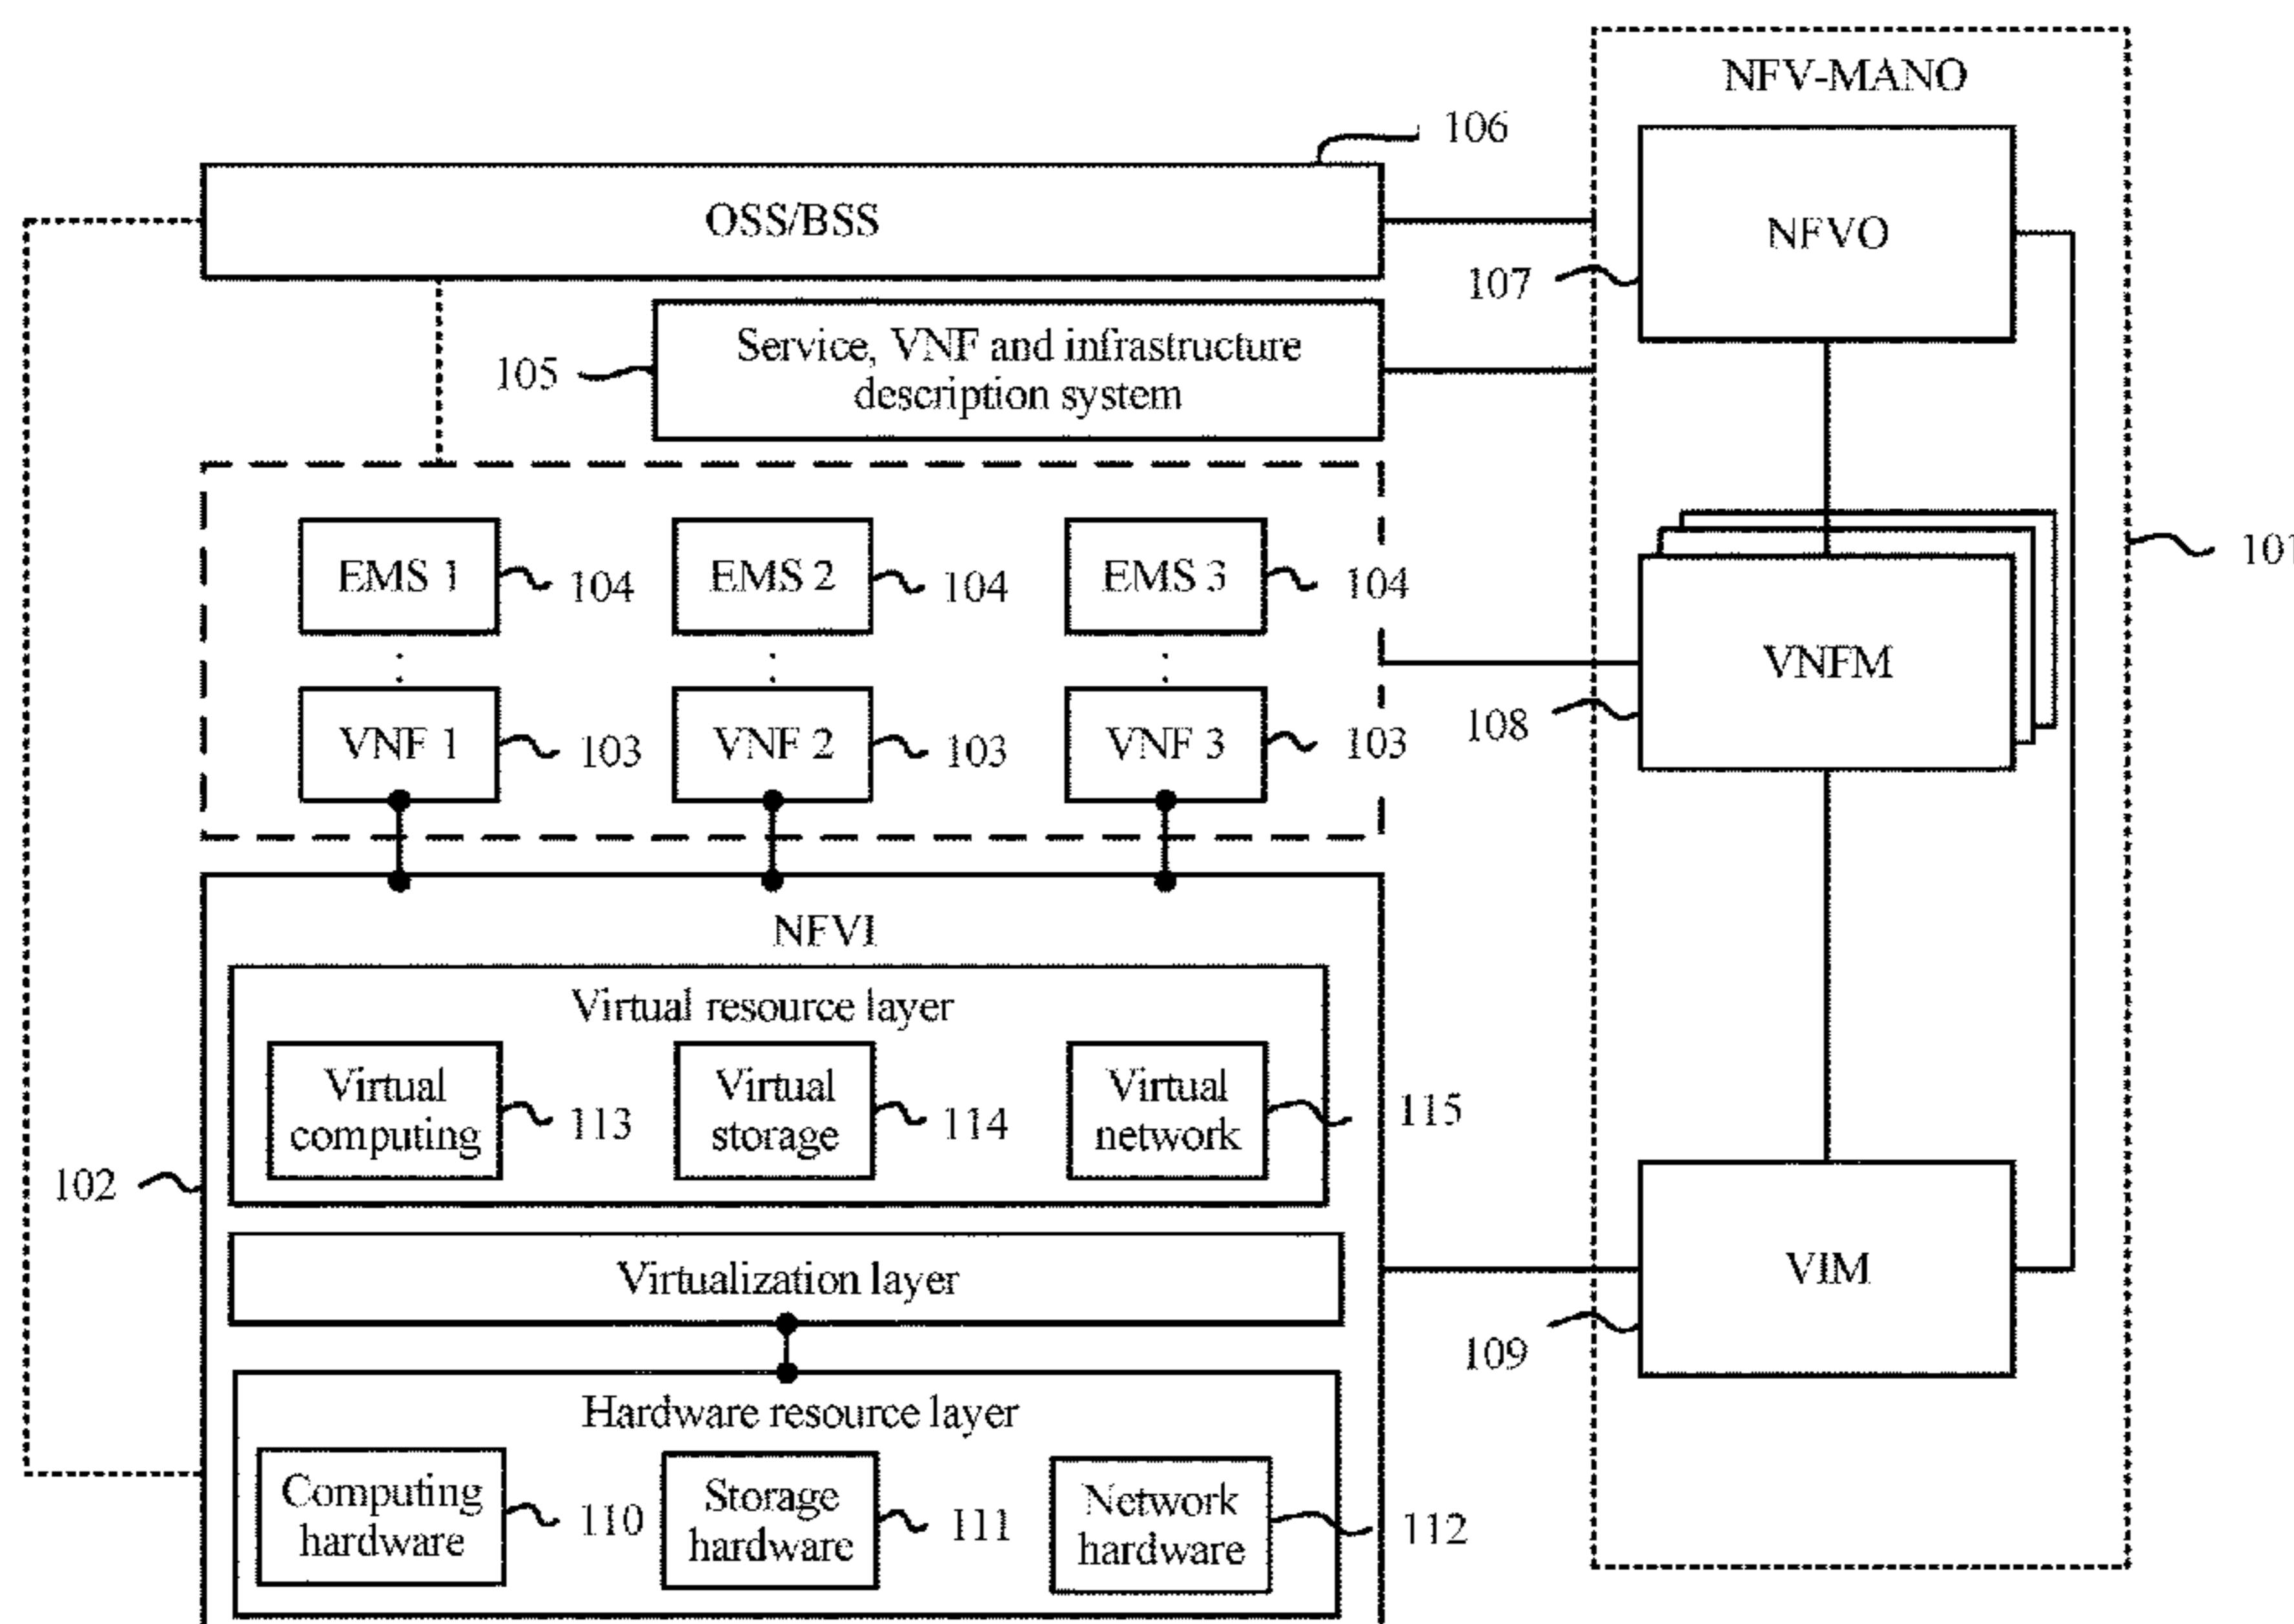 NFV-MANO
106
OSS/BSS
NFVO
107
Service, VNF and infrastructure
description system
105
EMS 1
104
EMS 2
104
EMS 3
104
101
VNFM
108
VNF 1
103
VNF 2
103
VNF 3
103
NFVI
Virtual resource layer
Virtual
computing
113
Virtual
storage
114
Virtual
network
115
102
Virtualization layer
VIM
109
Hardware resource layer
Computing
hardware
110
Storage
hardware
111
Network
hardware
112